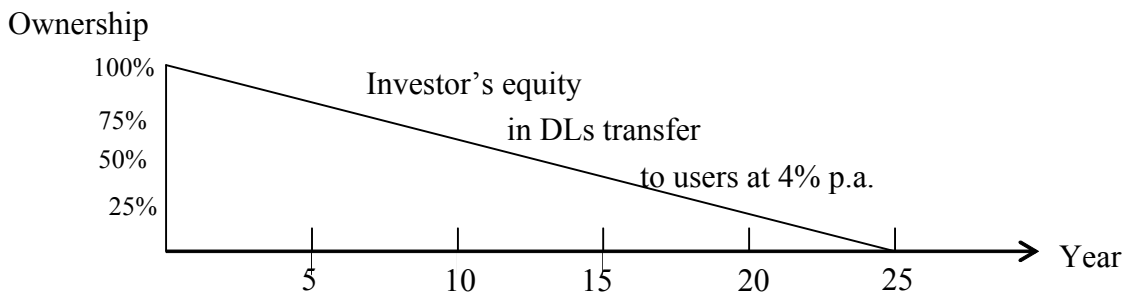 Ownership
100%
Investor’s equity
75%
in DLs transfer
50%
to users at 4% p.a.
25%
Year
5 10 15 20 25